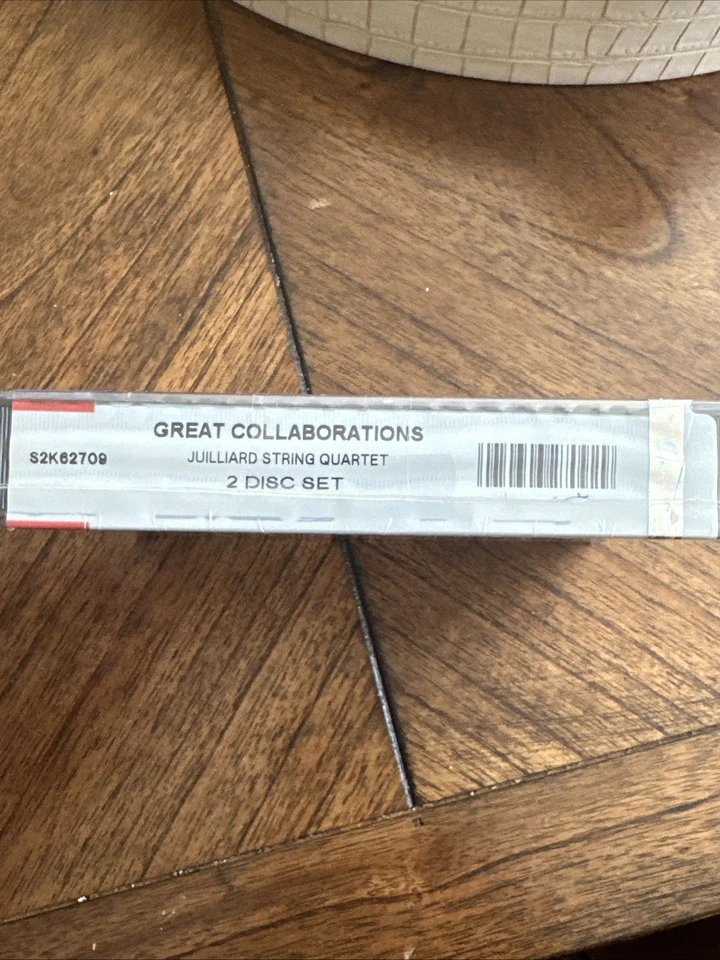 GREAT COLLABORATIONS
S2K62709
JUILLIARD STRING QUARTET
2 DISC SET